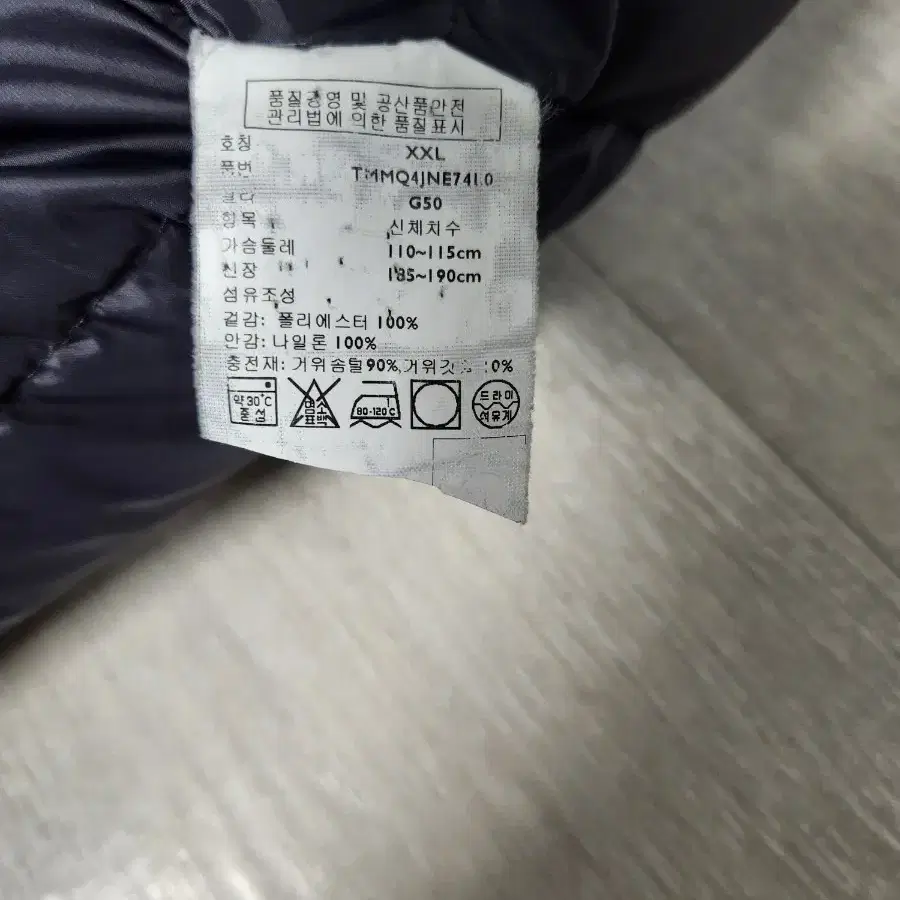 품질경영 및 공산품안전
관리법에 의한 품질표시
호칭 XXL
품번 TMMQ4JNE741.0
G50
항목 신체치수
가슴둘레 110~115cm
신장 185~190cm
섬유조성
겉감: 폴리에스터 100%
안감: 나일론 100%
충전재: 거위솜털90%,거위깃털 10%
약30°C 중성
염소표백
80-120°C
드라이
석유계